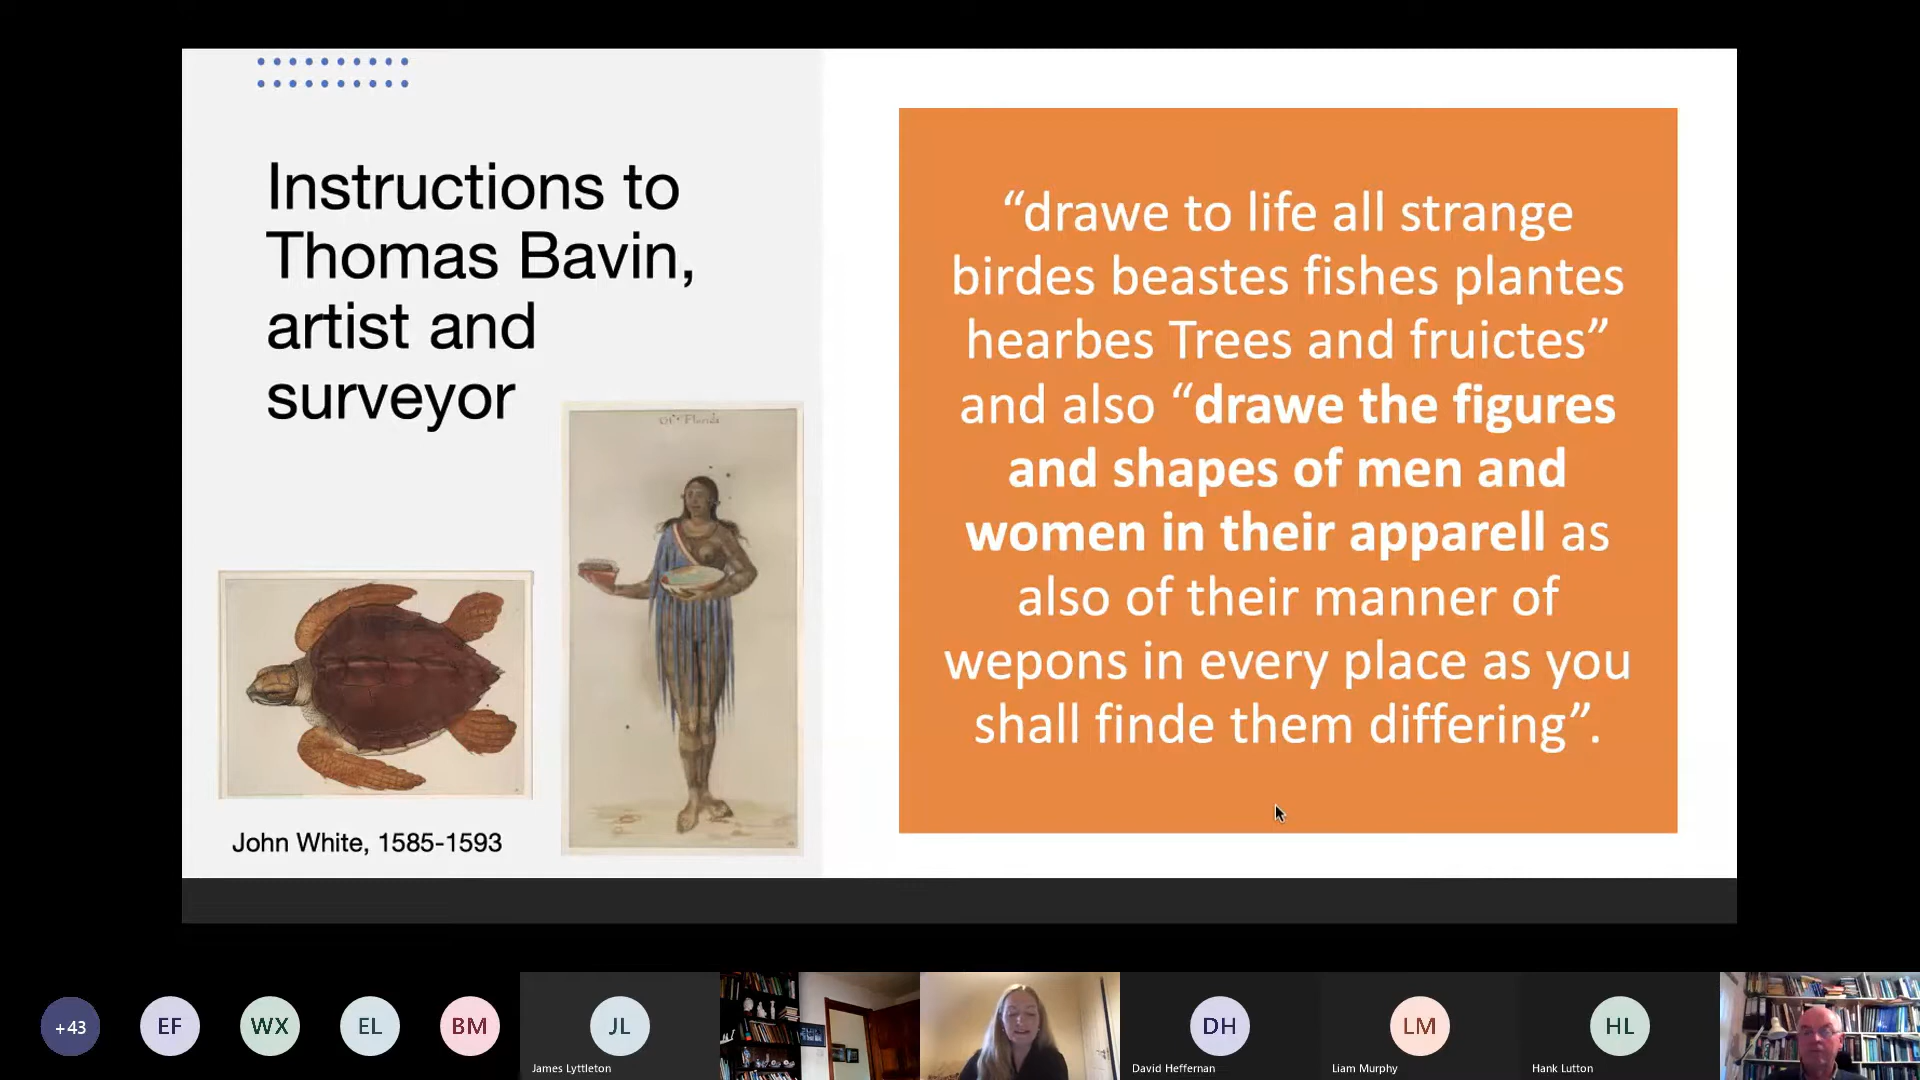 Instructions to
Thomas Bavin,
artist and
surveyor
Of Florida
John White, 1585-1593
“drawe to life all strange
birdes beastes fishes plantes
hearbes Trees and fruictes”
and also “drawe the figures
and shapes of men and
women in their apparell as
also of their manner of
wepons in every place as you
shall finde them differing”.
+43
EF
WX
EL
BM
JL
James Lyttleton
DH
David Heffernan
LM
Liam Murphy
HL
Hank Lutton